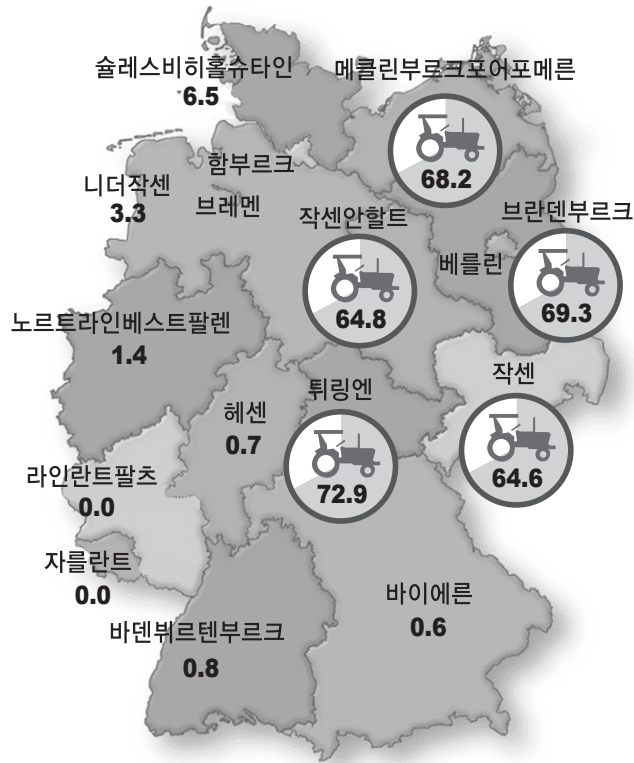 슐레스비히홀슈타인
6.5
메클린부르크포어포메른
68.2
함부르크
니더작센
3.3
브레멘
작센안할트
64.8
브란덴부르크
69.3
베를린
노르트라인베스트팔렌
1.4
작센
64.6
튀링엔
72.9
헤센
0.7
라인란트팔츠
0.0
자를란트
0.0
바이에른
0.6
바덴뷔르텐부르크
0.8